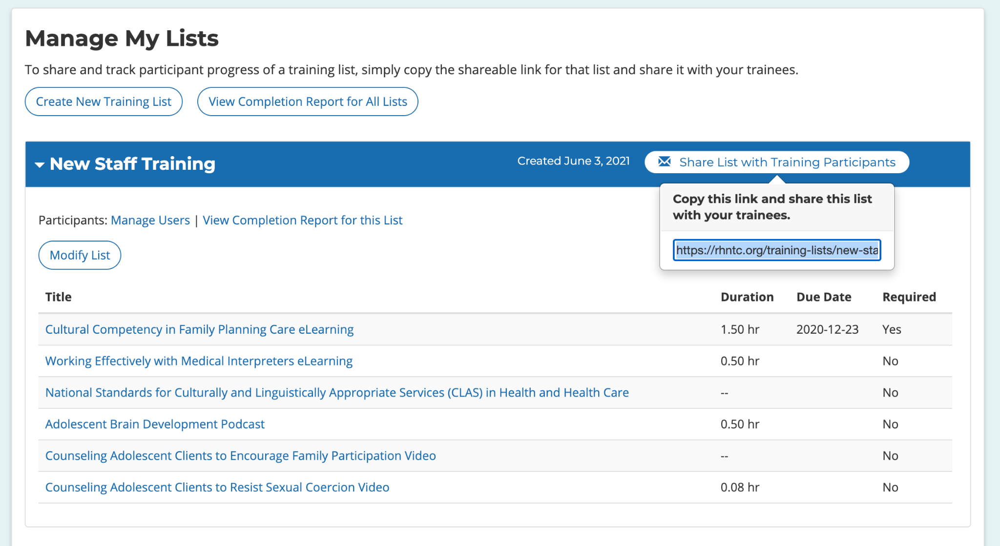 Manage My Lists
To share and track participant progress of a training list, simply copy the shareable link for that list and share it with your trainees.
Create New Training List
View Completion Report for All Lists
New Staff Training
Created June 3, 2021
Share List with Training Participants
Copy this link and share this list
with your trainees.
https://rhntc.org/training-lists/new-sta
Participants: Manage Users | View Completion Report for this List
Modify List
Title Duration Due Date Required
Cultural Competency in Family Planning Care eLearning 1.50 hr 2020-12-23 Yes
Working Effectively with Medical Interpreters eLearning 0.50 hr No
National Standards for Culturally and Linguistically Appropriate Services (CLAS) in Health and Health Care -- No
Adolescent Brain Development Podcast 0.50 hr No
Counseling Adolescent Clients to Encourage Family Participation Video -- No
Counseling Adolescent Clients to Resist Sexual Coercion Video 0.08 hr No